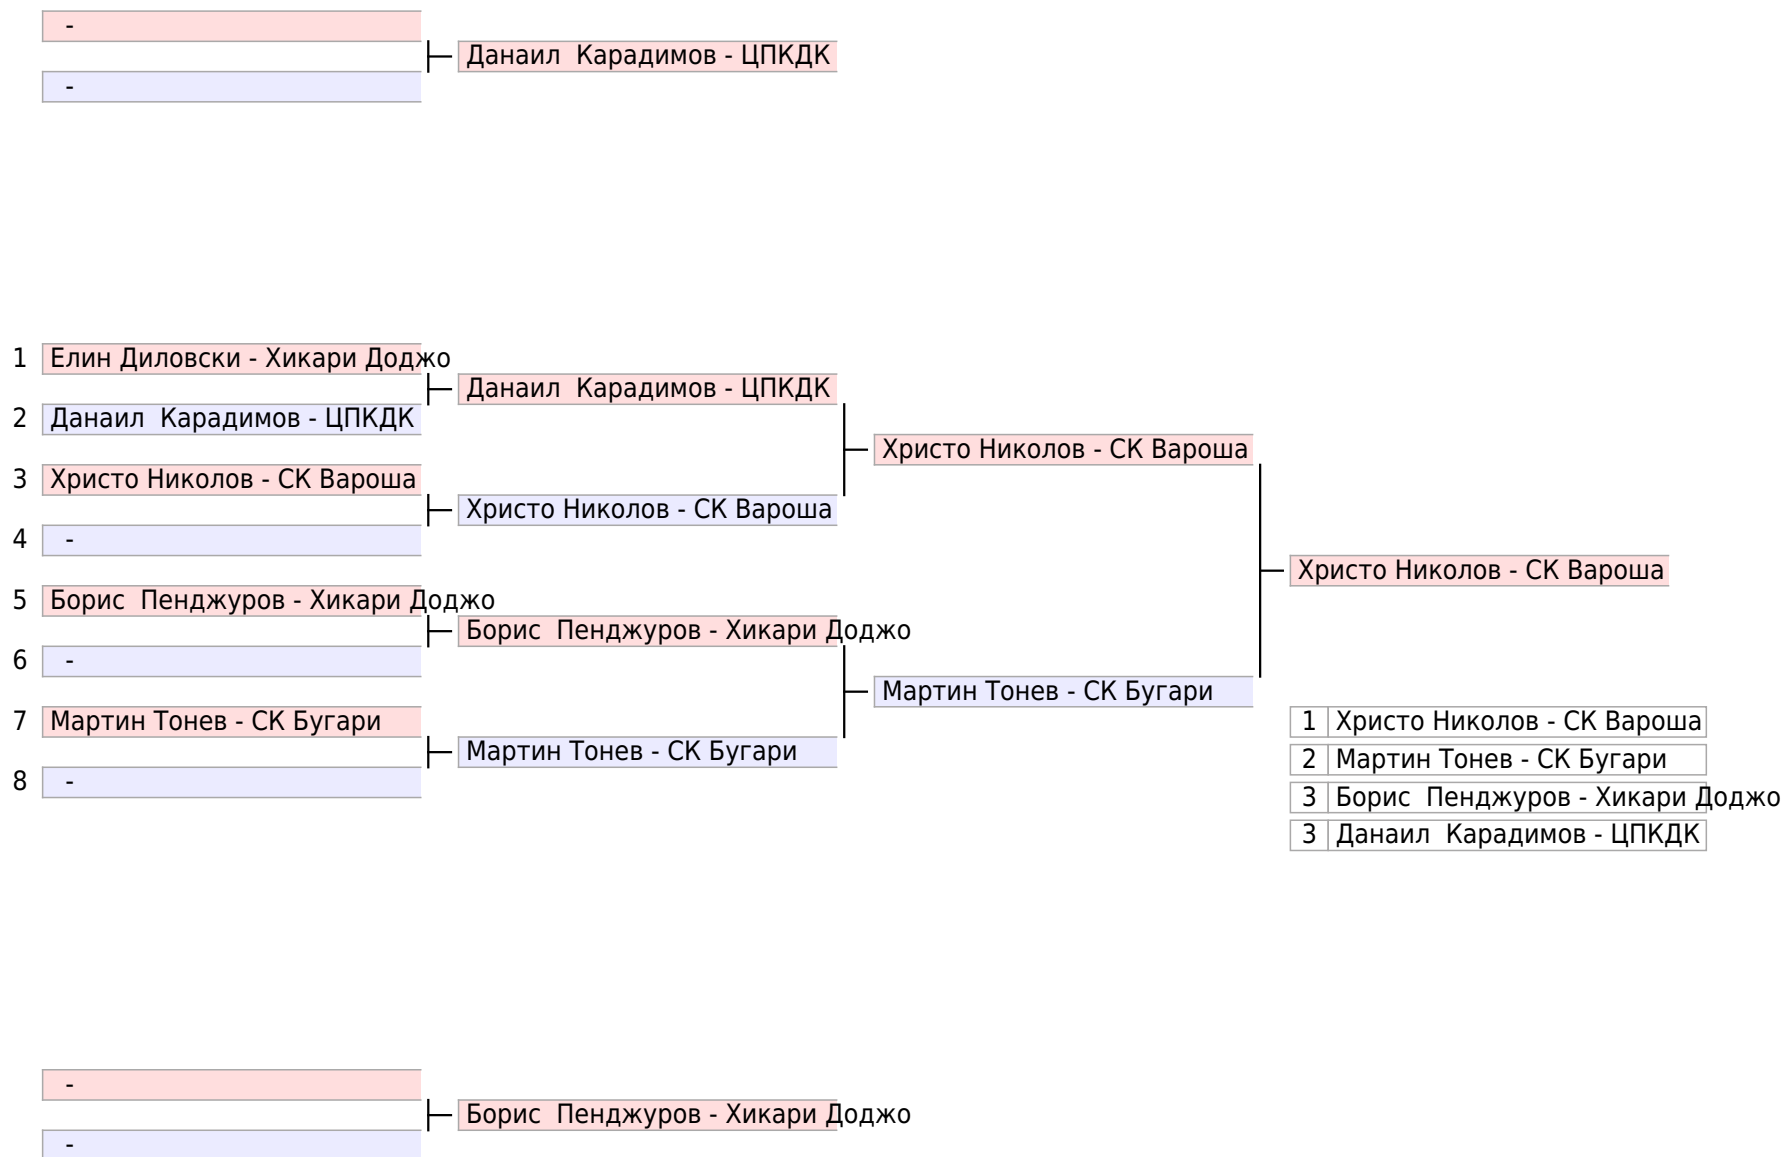 -
Данаил  Карадимов - ЦПКДК
-
1 Елин Диловски - Хикари Доджо
Данаил  Карадимов - ЦПКДК
2 Данаил  Карадимов - ЦПКДК
Христо Николов - СК Вароша
3 Христо Николов - СК Вароша
Христо Николов - СК Вароша
4 -
Христо Николов - СК Вароша
5 Борис  Пенджуров - Хикари Доджо
Борис  Пенджуров - Хикари Доджо
6 -
Мартин Тонев - СК Бугари
7 Мартин Тонев - СК Бугари
Мартин Тонев - СК Бугари
8 -
1 Христо Николов - СК Вароша
2 Мартин Тонев - СК Бугари
3 Борис  Пенджуров - Хикари Доджо
3 Данаил  Карадимов - ЦПКДК
-
Борис  Пенджуров - Хикари Доджо
-